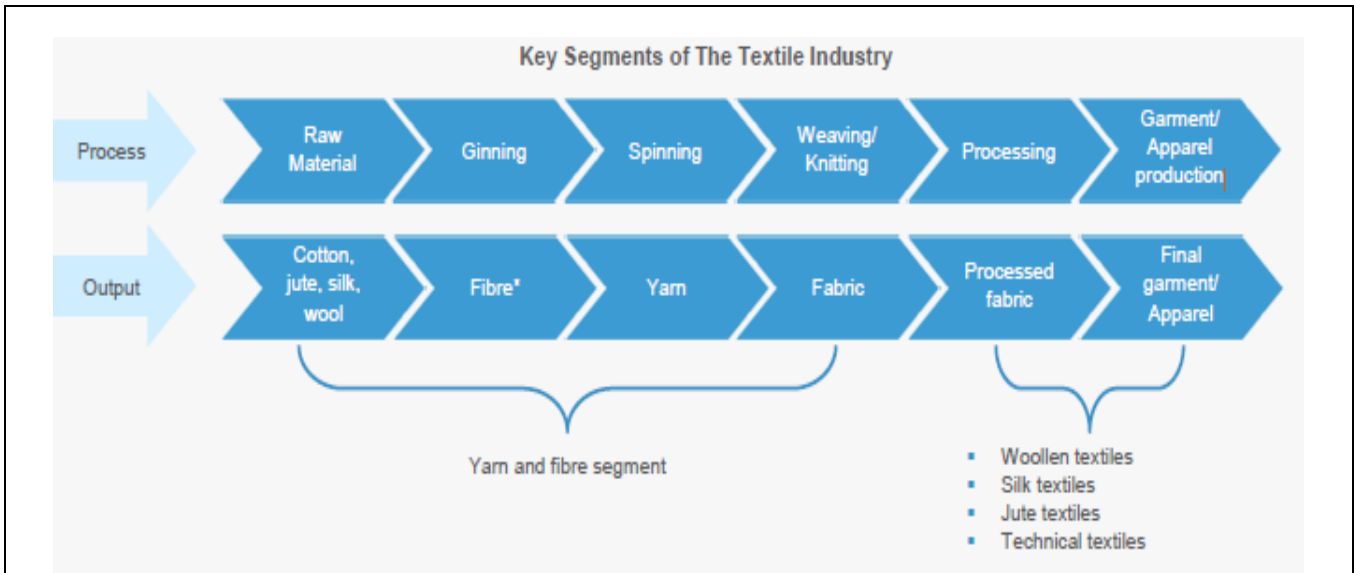 Key Segments of The Textile Industry
Process
Raw
Material
Ginning
Spinning
Weaving/
Knitting
Processing
Garment/
Apparel
production
Output
Cotton,
jute, silk,
wool
Fibre*
Yarn
Fabric
Processed
fabric
Final
garment/
Apparel
Yarn and fibre segment
▪ Woollen textiles
▪ Silk textiles
▪ Jute textiles
▪ Technical textiles